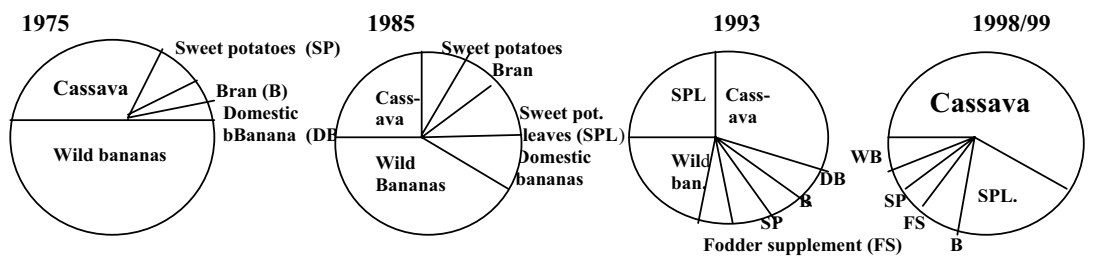 1975
Sweet potatoes (SP)
Cassava
Bran (B)
Domestic
bBanana (DB
Wild bananas
1985
Sweet potatoes
Bran
Cass-
ava
Sweet pot.
leaves (SPL)
Domestic
bananas
Wild
Bananas
1993
SPL
Cass-
ava
Wild
ban.
DB
B
SP
Fodder supplement (FS)
1998/99
Cassava
WB
SP
FS
B
SPL.